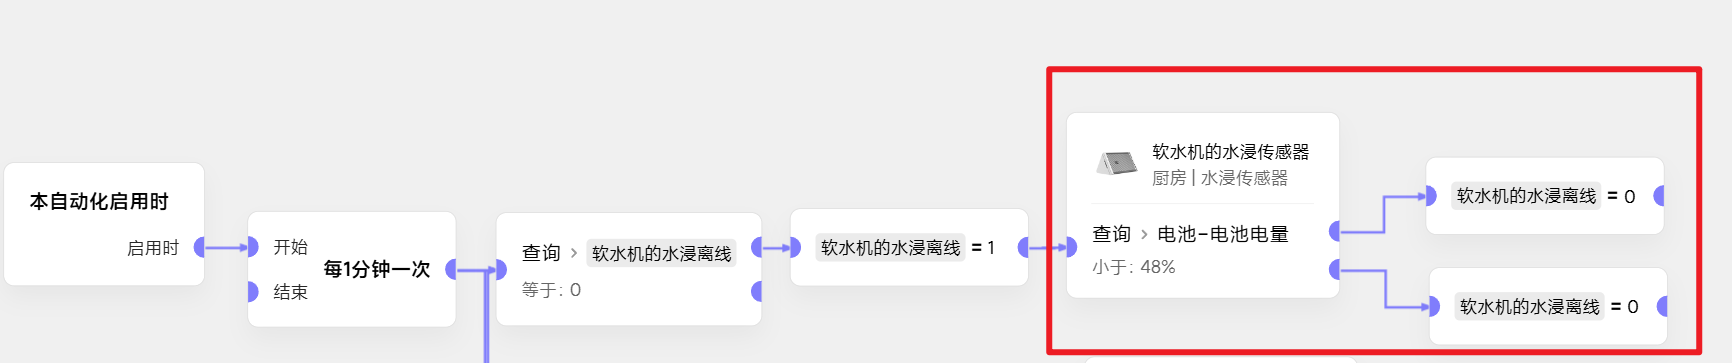 本自动化启用时
启用时
开始
每1分钟一次
结束
查询 > 软水机的水浸离线
等于: 0
软水机的水浸离线 = 1
软水机的水浸传感器
厨房 | 水浸传感器
查询 > 电池-电池电量
小于: 48%
软水机的水浸离线 = 0
软水机的水浸离线 = 0